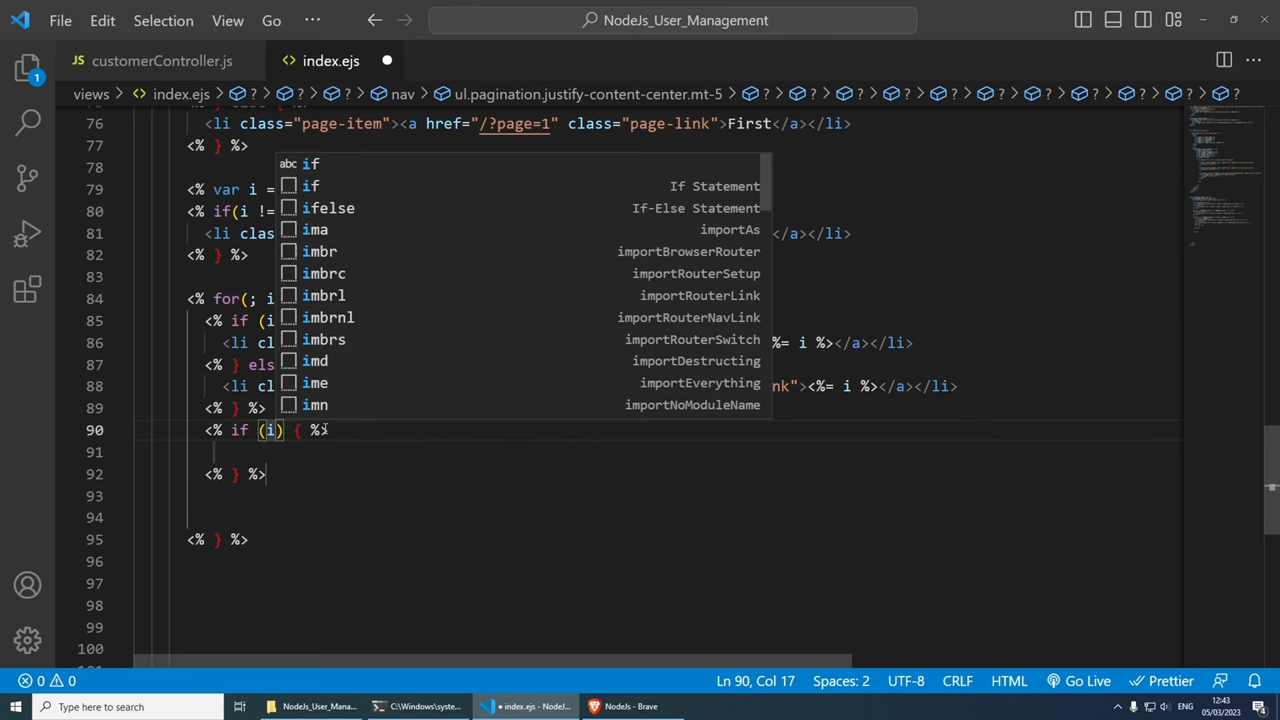 File Edit Selection View Go ··· NodeJs_User_Management
JS customerController.js <> index.ejs
views > <> index.ejs > ? > ? > ? > nav > ul.pagination.justify-content-center.mt-5 > ? > ? > ? > ? > ? > ? > ? > ? > ?
76 <li class="page-item"><a href="/?page=1" class="page-link">First</a></li>
77 <% } %>
78
79 <% var i =
80 <% if(i !=
81 <li clas </a></li>
82 <% } %>
83
84 <% for(; i
85 <% if (i
86 <li cl %= i %></a></li>
87 <% } els
88 <li cl nk"><%= i %></a></li>
89 <% } %>
90 <% if (i) { %>
91
92 <% } %>
93
94
95 <% } %>
96
97
98
99
100
abc if
if If Statement
ifelse If-Else Statement
ima importAs
imbr importBrowserRouter
imbrc importRouterSetup
imbrl importRouterLink
imbrnl importRouterNavLink
imbrs importRouterSwitch
imd importDestructing
ime importEverything
imn importNoModuleName
1
0 0 Ln 90, Col 17 Spaces: 2 UTF-8 CRLF HTML Go Live Prettier
Type here to search NodeJs_User_Mana... C:\Windows\syste... • index.ejs - NodeJ... NodeJs - Brave 12:43
05/03/2023